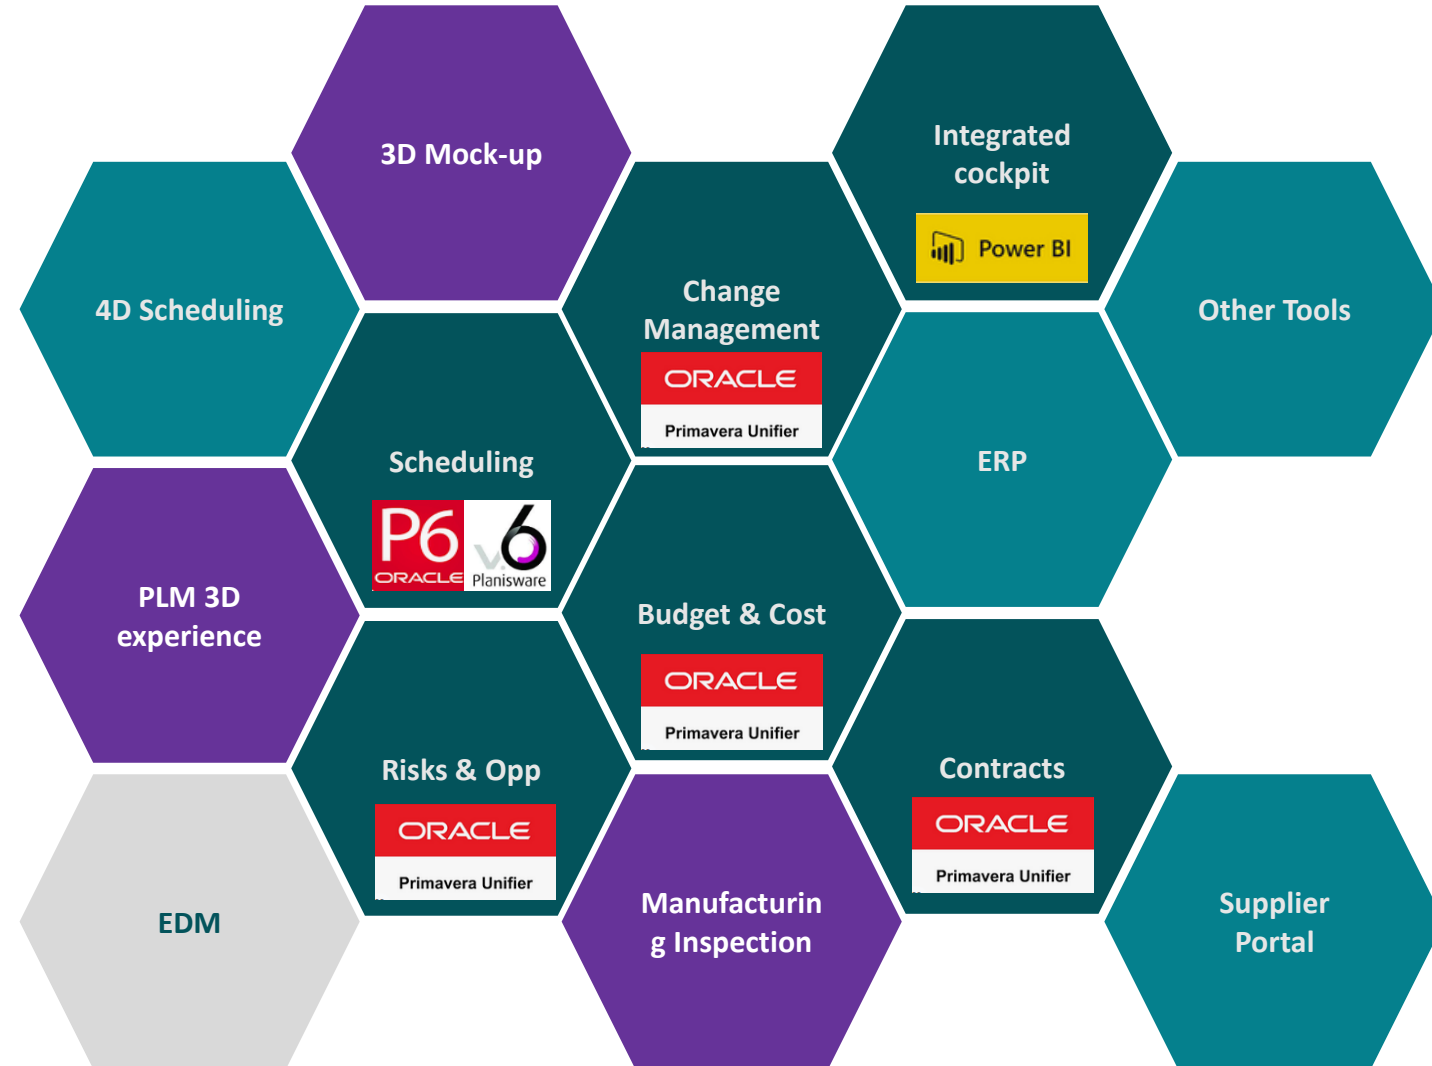 3D Mock-up
Integrated
cockpit
Power BI
4D Scheduling
Change
Management
ORACLE
Primavera Unifier
Other Tools
Scheduling
P6
ORACLE
v.6
Planisware
ERP
PLM 3D
experience
Budget & Cost
ORACLE
Primavera Unifier
Risks & Opp
ORACLE
Primavera Unifier
Contracts
ORACLE
Primavera Unifier
EDM
Manufacturin
g Inspection
Supplier
Portal